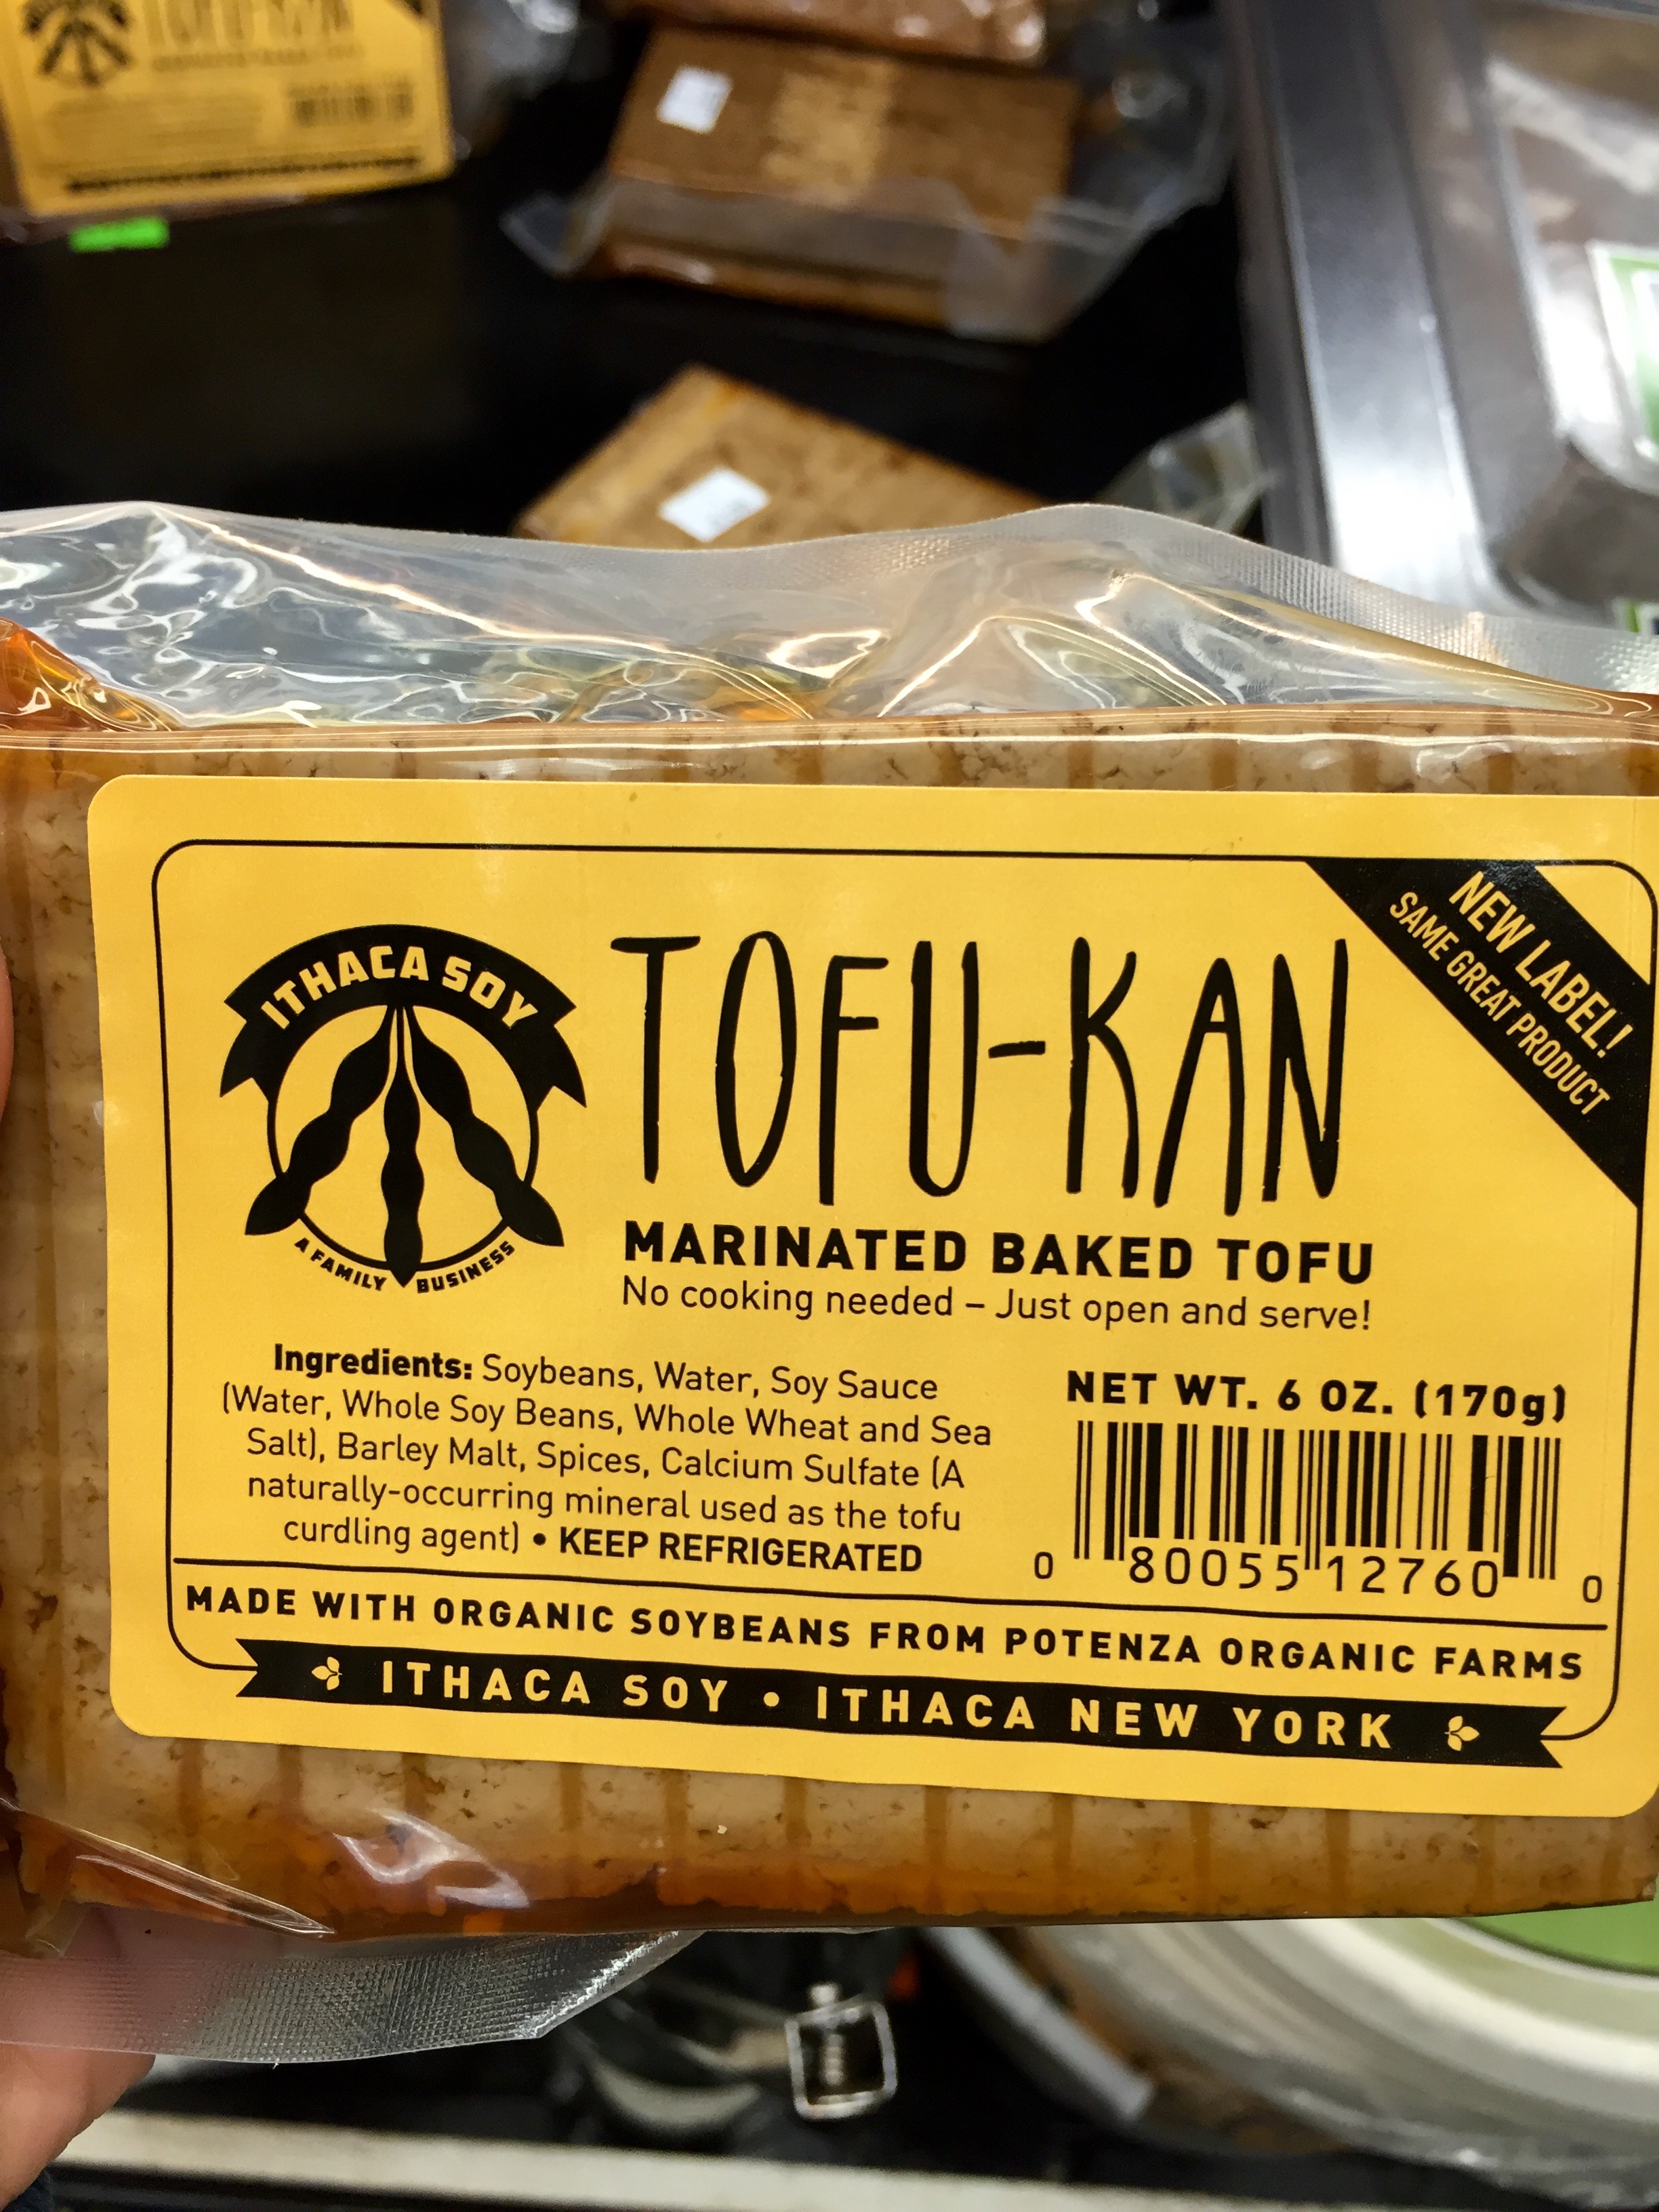 ITHACA SOY
A FAMILY BUSINESS
TOFU-KAN
MARINATED BAKED TOFU
No cooking needed – Just open and serve!
NEW LABEL!
SAME GREAT PRODUCT
Ingredients: Soybeans, Water, Soy Sauce
(Water, Whole Soy Beans, Whole Wheat and Sea
Salt), Barley Malt, Spices, Calcium Sulfate (A
naturally-occurring mineral used as the tofu
curdling agent) • KEEP REFRIGERATED
NET WT. 6 OZ. (170g)
0 80055 12760 0
MADE WITH ORGANIC SOYBEANS FROM POTENZA ORGANIC FARMS
ITHACA SOY • ITHACA NEW YORK